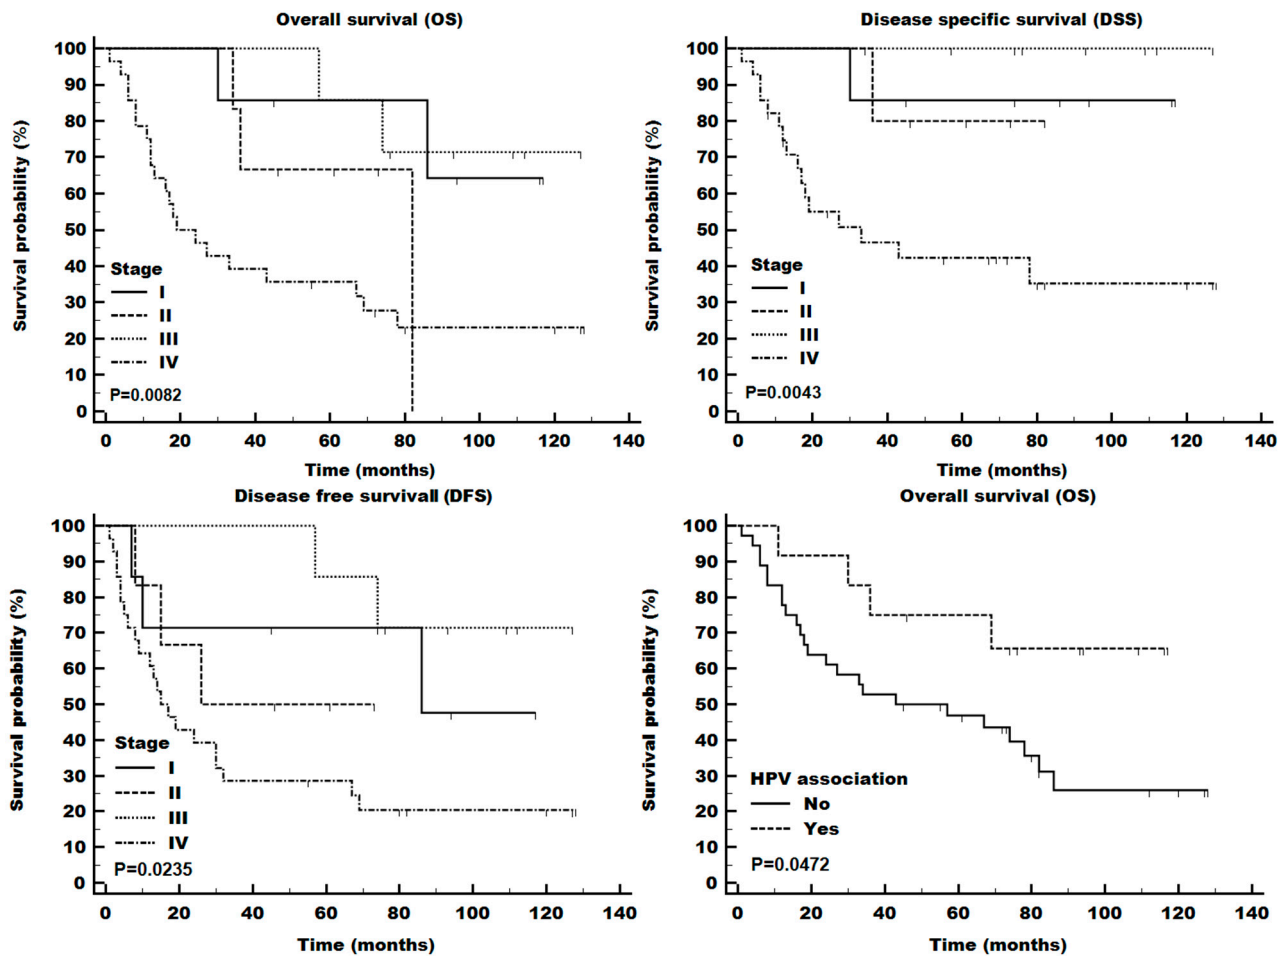 Overall survival (OS)
100
90
80
70
60
50
40
30
20
10
0
Survival probability (%)
Stage
I
II
III
IV
P=0.0082
0 20 40 60 80 100 120 140
Time (months)
Disease specific survival (DSS)
100
90
80
70
60
50
40
30
20
10
0
Survival probability (%)
Stage
I
II
III
IV
P=0.0043
0 20 40 60 80 100 120 140
Time (months)
Disease free survivall (DFS)
100
90
80
70
60
50
40
30
20
10
0
Survival probability (%)
Stage
I
II
III
IV
P=0.0235
0 20 40 60 80 100 120 140
Time (months)
Overall survival (OS)
100
90
80
70
60
50
40
30
20
10
0
Survival probability (%)
HPV association
No
Yes
P=0.0472
0 20 40 60 80 100 120 140
Time (months)